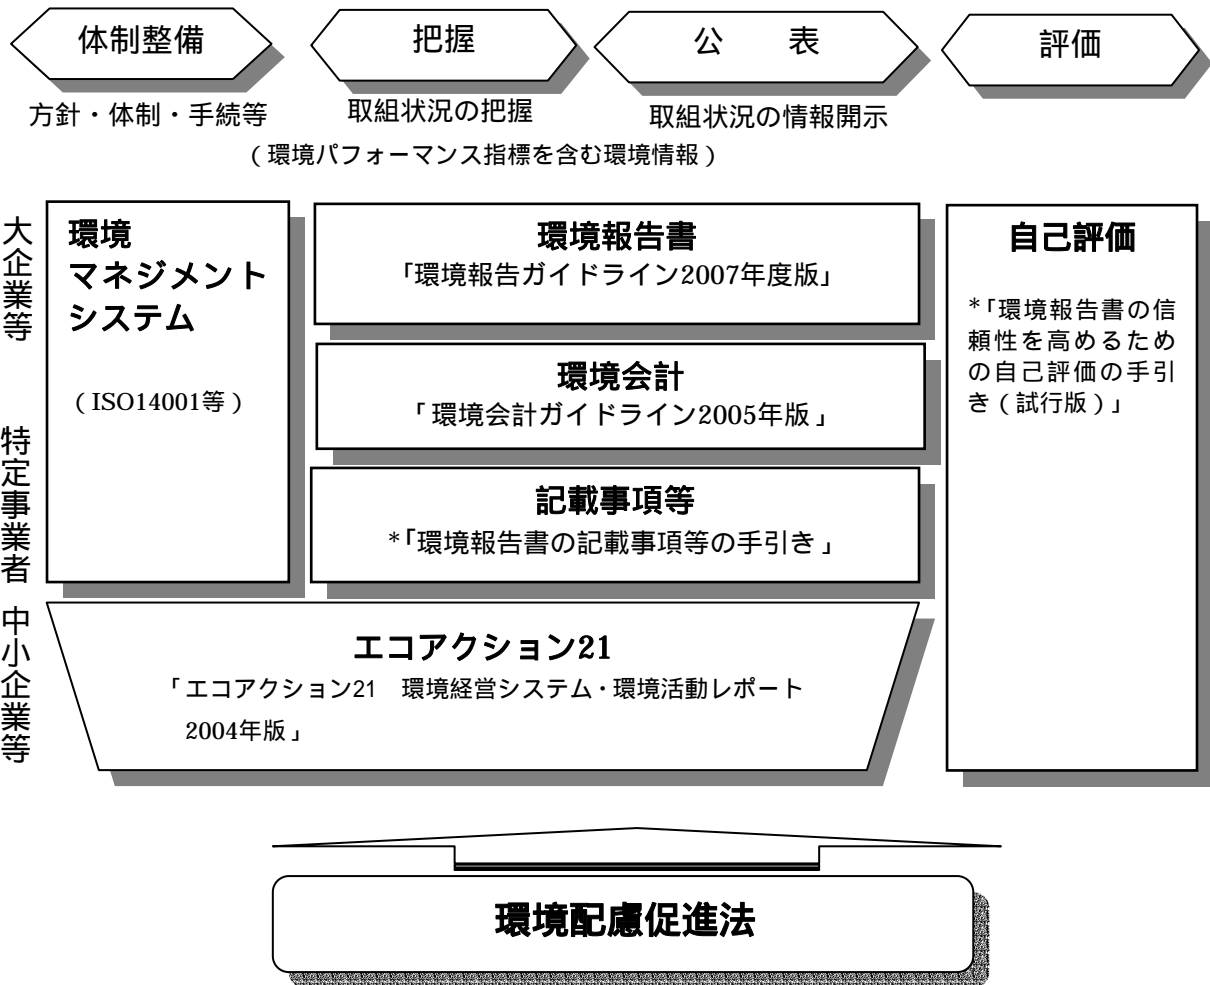 体制整備
把握
公　表
評価
方針・体制・手続等
取組状況の把握
取組状況の情報開示
（環境パフォーマンス指標を含む環境情報）
大企業等
特定事業者
中小企業等
環境
マネジメント
システム
（ISO14001等）
環境報告書
「環境報告ガイドライン2007年度版」
環境会計
「環境会計ガイドライン2005年版」
記載事項等
*「環境報告書の記載事項等の手引き」
自己評価
*「環境報告書の信
頼性を高めるため
の自己評価の手引
き（試行版）」
エコアクション21
「エコアクション21　環境経営システム・環境活動レポート
2004年版」
環境配慮促進法